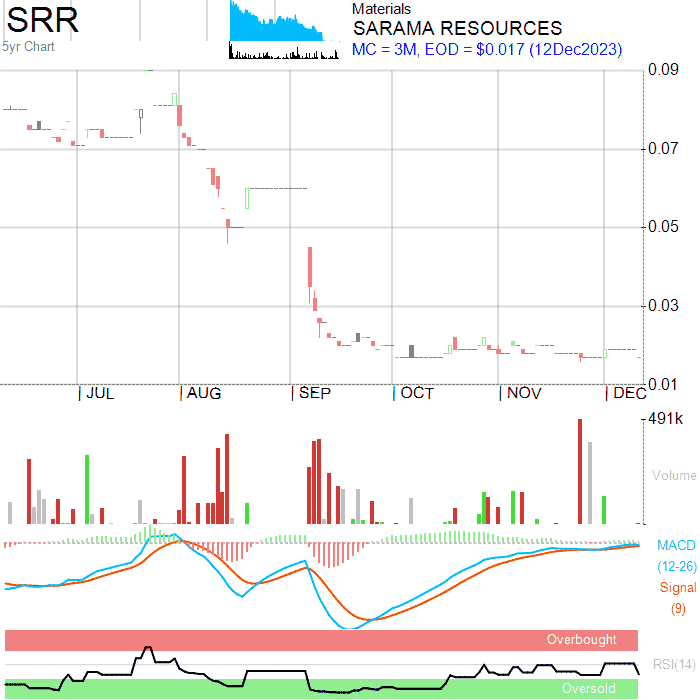 SRR
5yr Chart
Materials
SARAMA RESOURCES
MC = 3M, EOD = $0.017 (12Dec2023)
0.09
0.07
0.05
0.03
0.01
JUL AUG SEP OCT NOV DEC
491k
Volume
MACD
(12-26)
Signal
(9)
Overbought
RSI(14)
Oversold